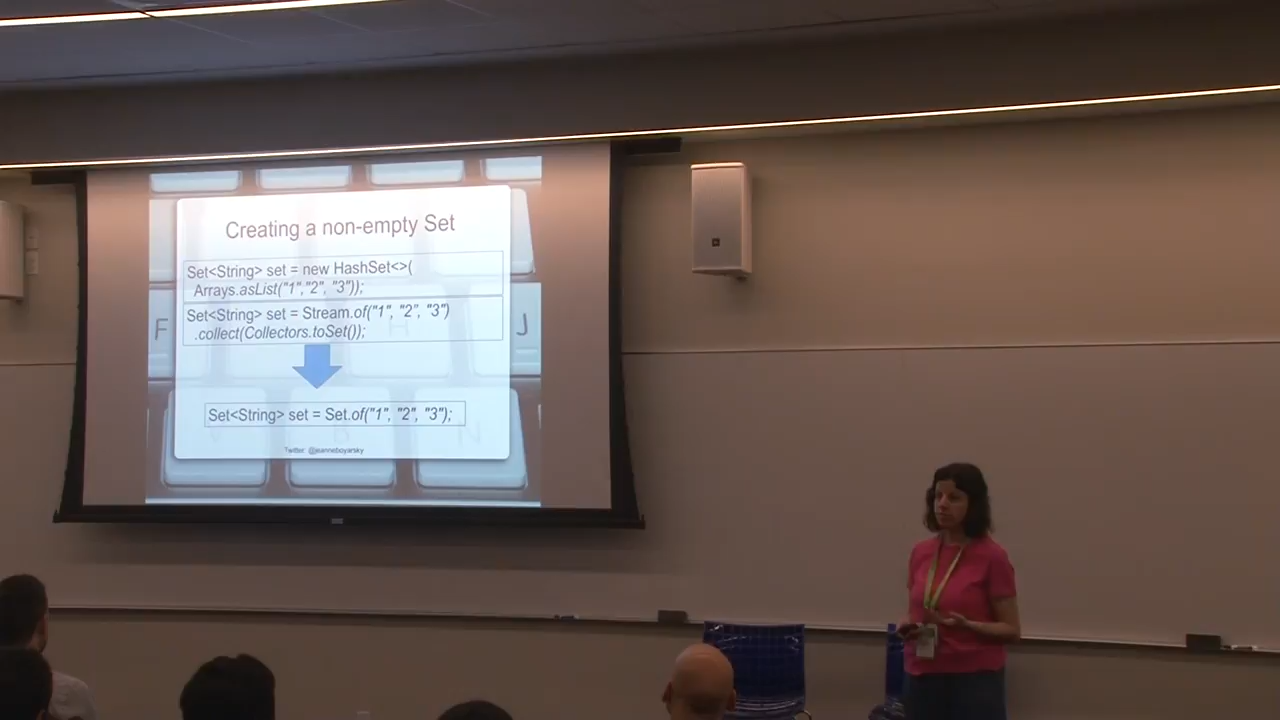 Creating a non-empty Set
Set<String> set = new HashSet<>(
Arrays.asList("1","2", "3"));
Set<String> set = Stream.of("1", "2", "3")
.collect(Collectors.toSet());
F
H
J
Set<String> set = Set.of("1", "2", "3");
V
B
N
Twitter: @jeanneboyarsky